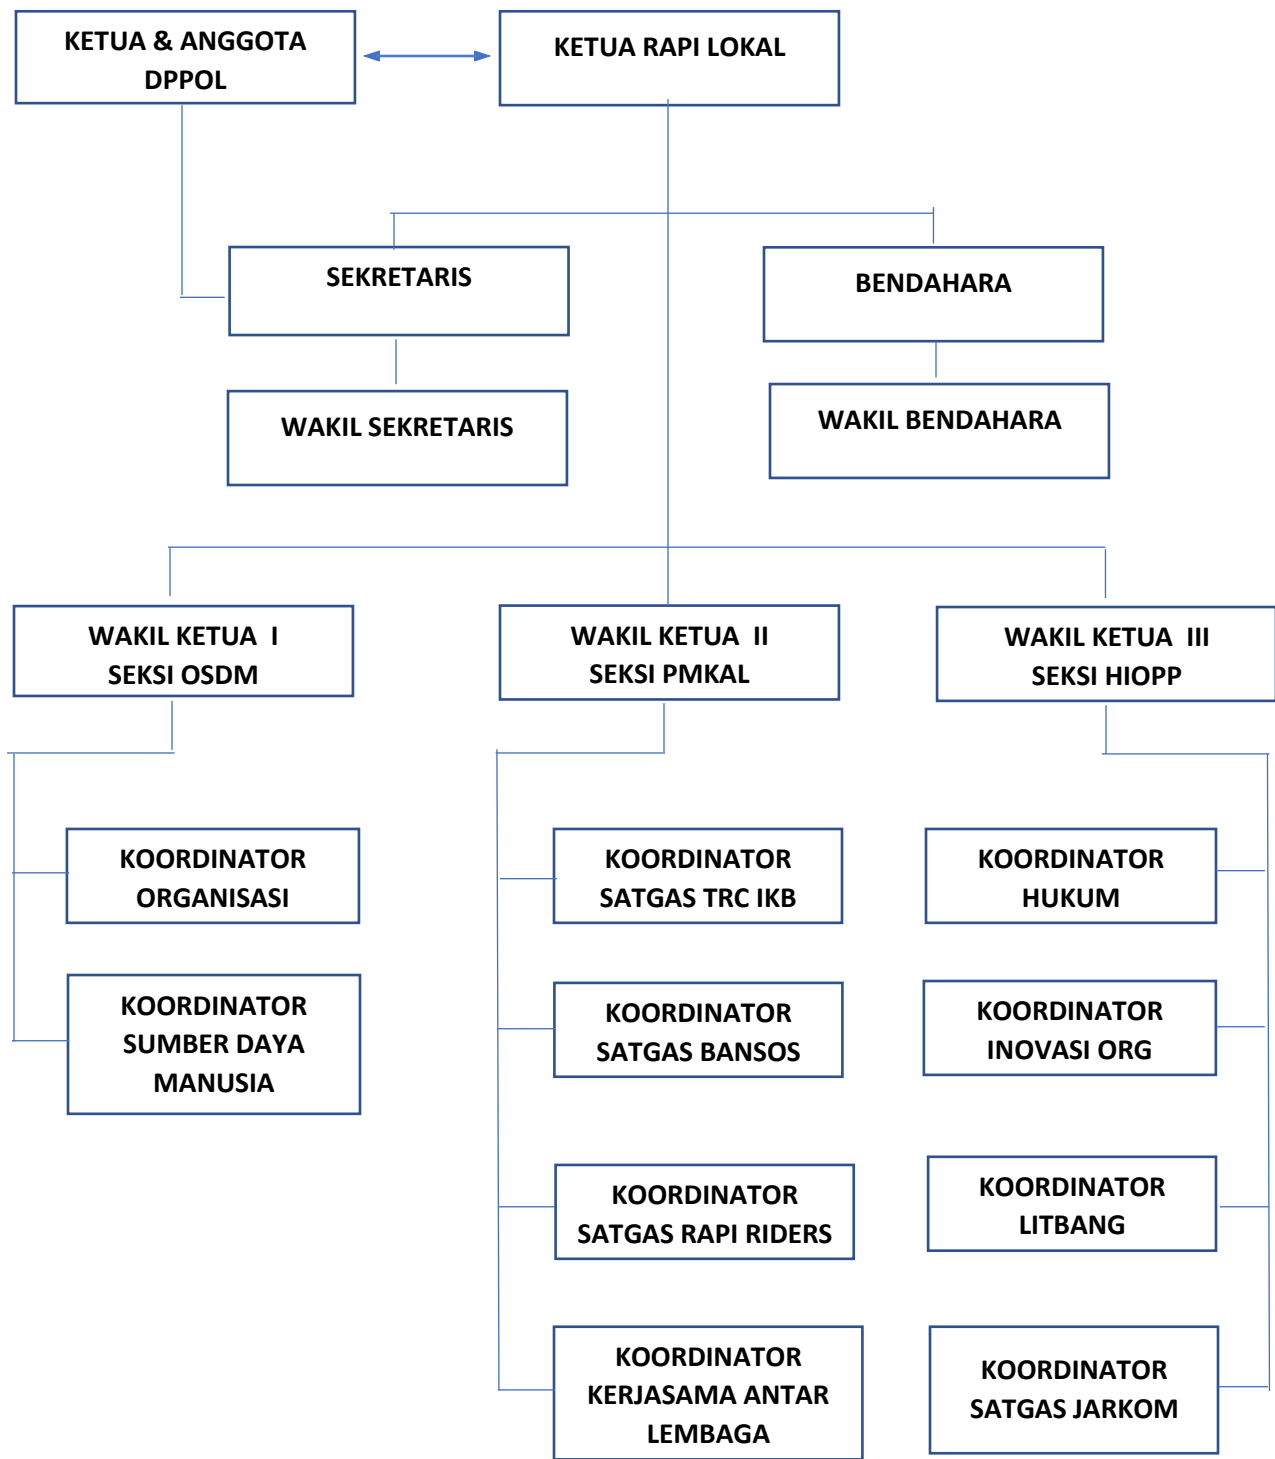 KETUA & ANGGOTA
DPPOL
KETUA RAPI LOKAL
SEKRETARIS
BENDAHARA
WAKIL SEKRETARIS
WAKIL BENDAHARA
WAKIL KETUA I
SEKSI OSDM
WAKIL KETUA II
SEKSI PMKAL
WAKIL KETUA III
SEKSI HIOPP
KOORDINATOR
ORGANISASI
KOORDINATOR
SATGAS TRC IKB
KOORDINATOR
HUKUM
KOORDINATOR
SUMBER DAYA
MANUSIA
KOORDINATOR
SATGAS BANSOS
KOORDINATOR
INOVASI ORG
KOORDINATOR
SATGAS RAPI RIDERS
KOORDINATOR
LITBANG
KOORDINATOR
KERJASAMA ANTAR
LEMBAGA
KOORDINATOR
SATGAS JARKOM